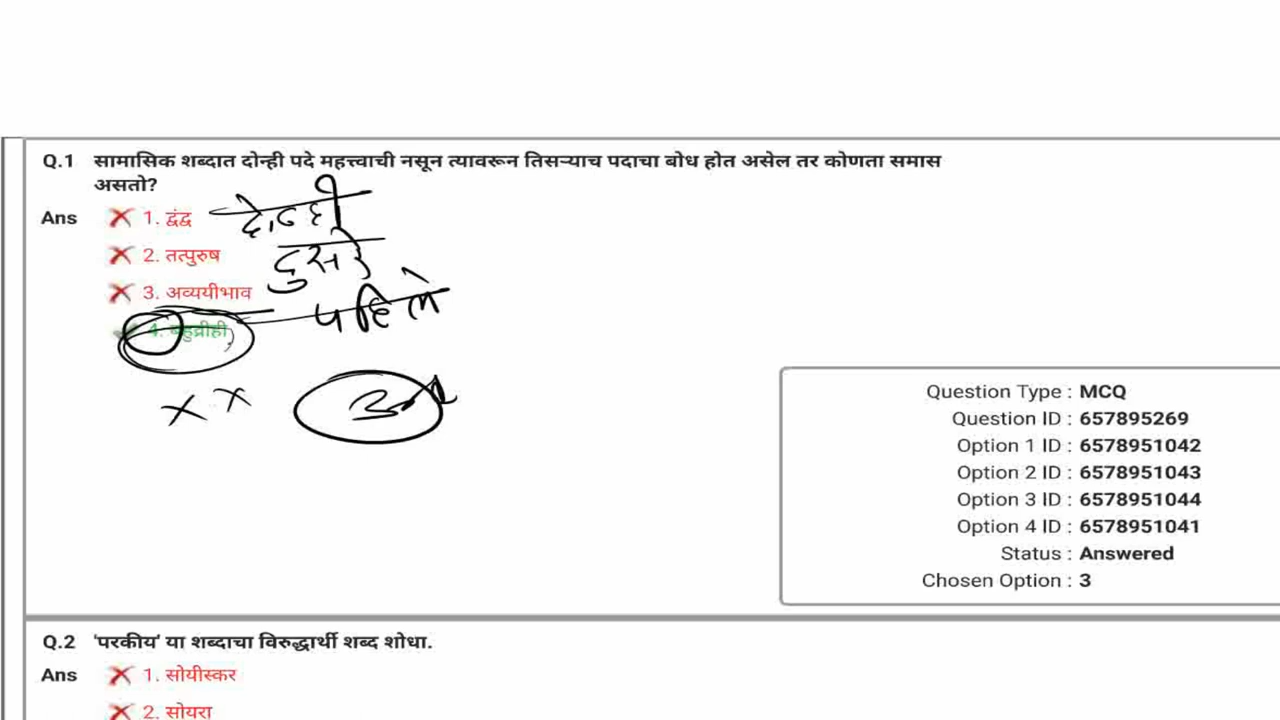 Q.1 सामासिक शब्दात दोन्ही पदे महत्त्वाची नसून त्यावरून तिसऱ्याच पदाचा बोध होत असेल तर कोणता समास
असतो?
Ans 1. द्वंद्व
दोन्ही
2. तत्पुरुष
दुसरे
3. अव्ययीभाव
पहिले
4. बहुव्रीही
x x
Question Type : MCQ
Question ID : 657895269
Option 1 ID : 6578951042
Option 2 ID : 6578951043
Option 3 ID : 6578951044
Option 4 ID : 6578951041
Status : Answered
Chosen Option : 3
Q.2 'परकीय' या शब्दाचा विरुद्धार्थी शब्द शोधा.
Ans 1. सोयीस्कर
2. सोयरा